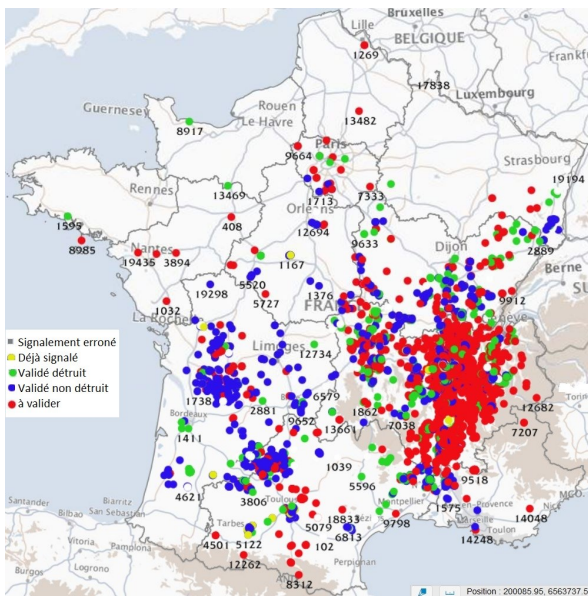 Bruxelles
Lille
BELGIQUE
1269
17838
Luxembourg
Guernesey
Rouen
Le Havre
8917
13482
Paris
9664
Strasbourg
19194
Rennes
13469
1713
7333
Orléans
1595
408
12694
9633
2889
8985
Nantes
19435
3894
1167
Dijon
Berne
5520
19298
1376
5727
9912
1032
La Rochelle
Signalement erroné
Déjà signalé
Validé détruit
Validé non détruit
à valider
Limoges
12734
1738
2881
6579
9652
1862
7038
12682
13661
7207
Bordeaux
1411
1039
4621
3806
Toulouse
5596
9518
Montpellier
1575
Santander
Bilbao
Biarritz
San Sebastián
Tarbes
18833
9798
Marseille
Toulon
14048
5079
6813
14248
4501
5122
102
Vitoria
Pamplona
12262
Perpignan
8312
Burgos
Logrono
Position : 200085.95, 6563737